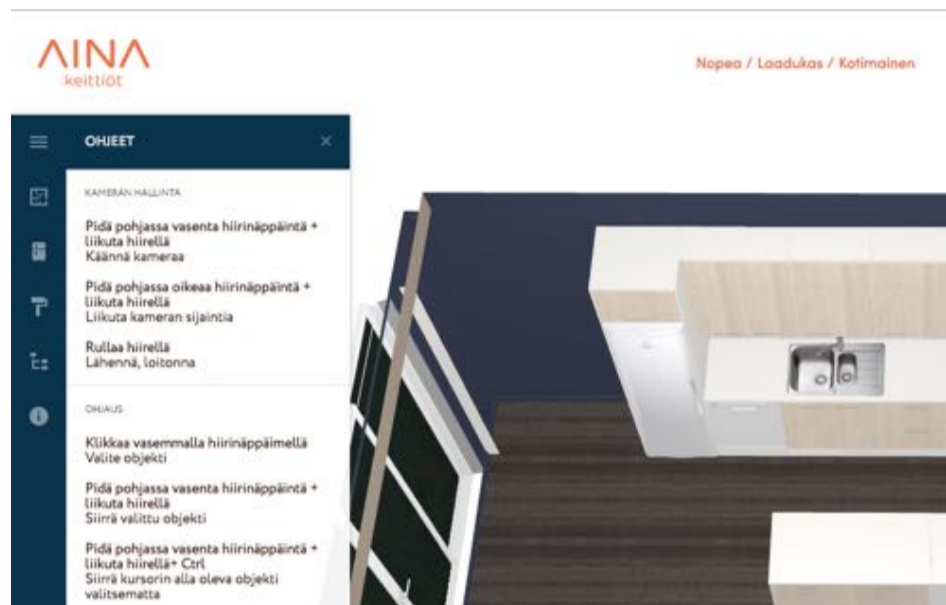 ΛINΛ
keittiöt
Nopea / Laadukas / Kotimainen
OHJEET
KAMERAN HALLINTA
Pidä pohjassa vasenta hiirinäppäintä +
liikuta hiirellä
Käännä kameraa
Pidä pohjassa oikeaa hiirinäppäintä +
liikuta hiirellä
Liikuta kameran sijaintia
Rullaa hiirellä
Lähennä, loitonna
OHJAUS
Klikkaa vasemmalla hiirinäppäimellä
Valite objekti
Pidä pohjassa vasenta hiirinäppäintä +
liikuta hiirellä
Siirrä valittu objekti
Pidä pohjassa vasenta hiirinäppäintä +
liikuta hiirellä+ Ctrl
Siirrä kursorin alla oleva objekti
valitsematta